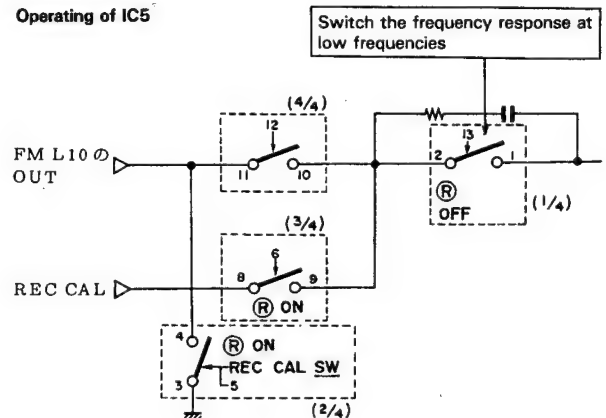 Operating of IC5
Switch the frequency response at
low frequencies
(4/4)
12
FM L10の
OUT
11
10
13
2
1
Ⓡ
OFF
(1/4)
(3/4)
6
REC CAL
8
9
Ⓡ ON
4
Ⓡ ON
REC CAL SW
3
5
(2/4)